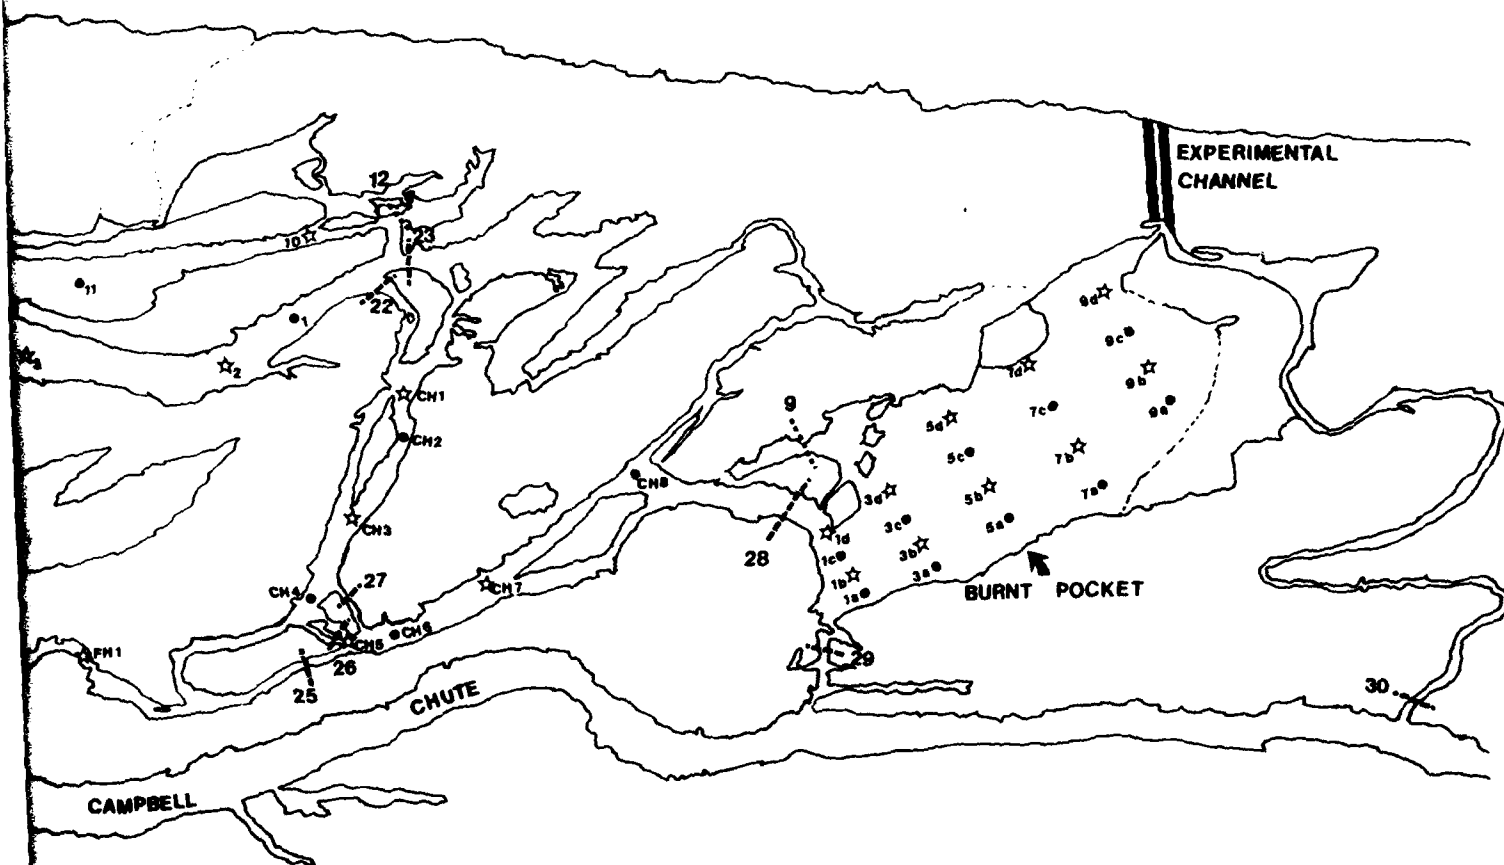 EXPERIMENTAL
CHANNEL
12
10
23
11
22
1
9d
3
2
9c
7d
9b
CH1
9
7c
9a
5d
CH2
5c
7b
CH8
3d
5b
7a
CH3
3c
5a
1d
28
1c
3b
27
CH7
1b
3a
BURNT POCKET
CH4
1a
CH6
FH1
CH5
26
29
25
30
CHUTE
CAMPBELL